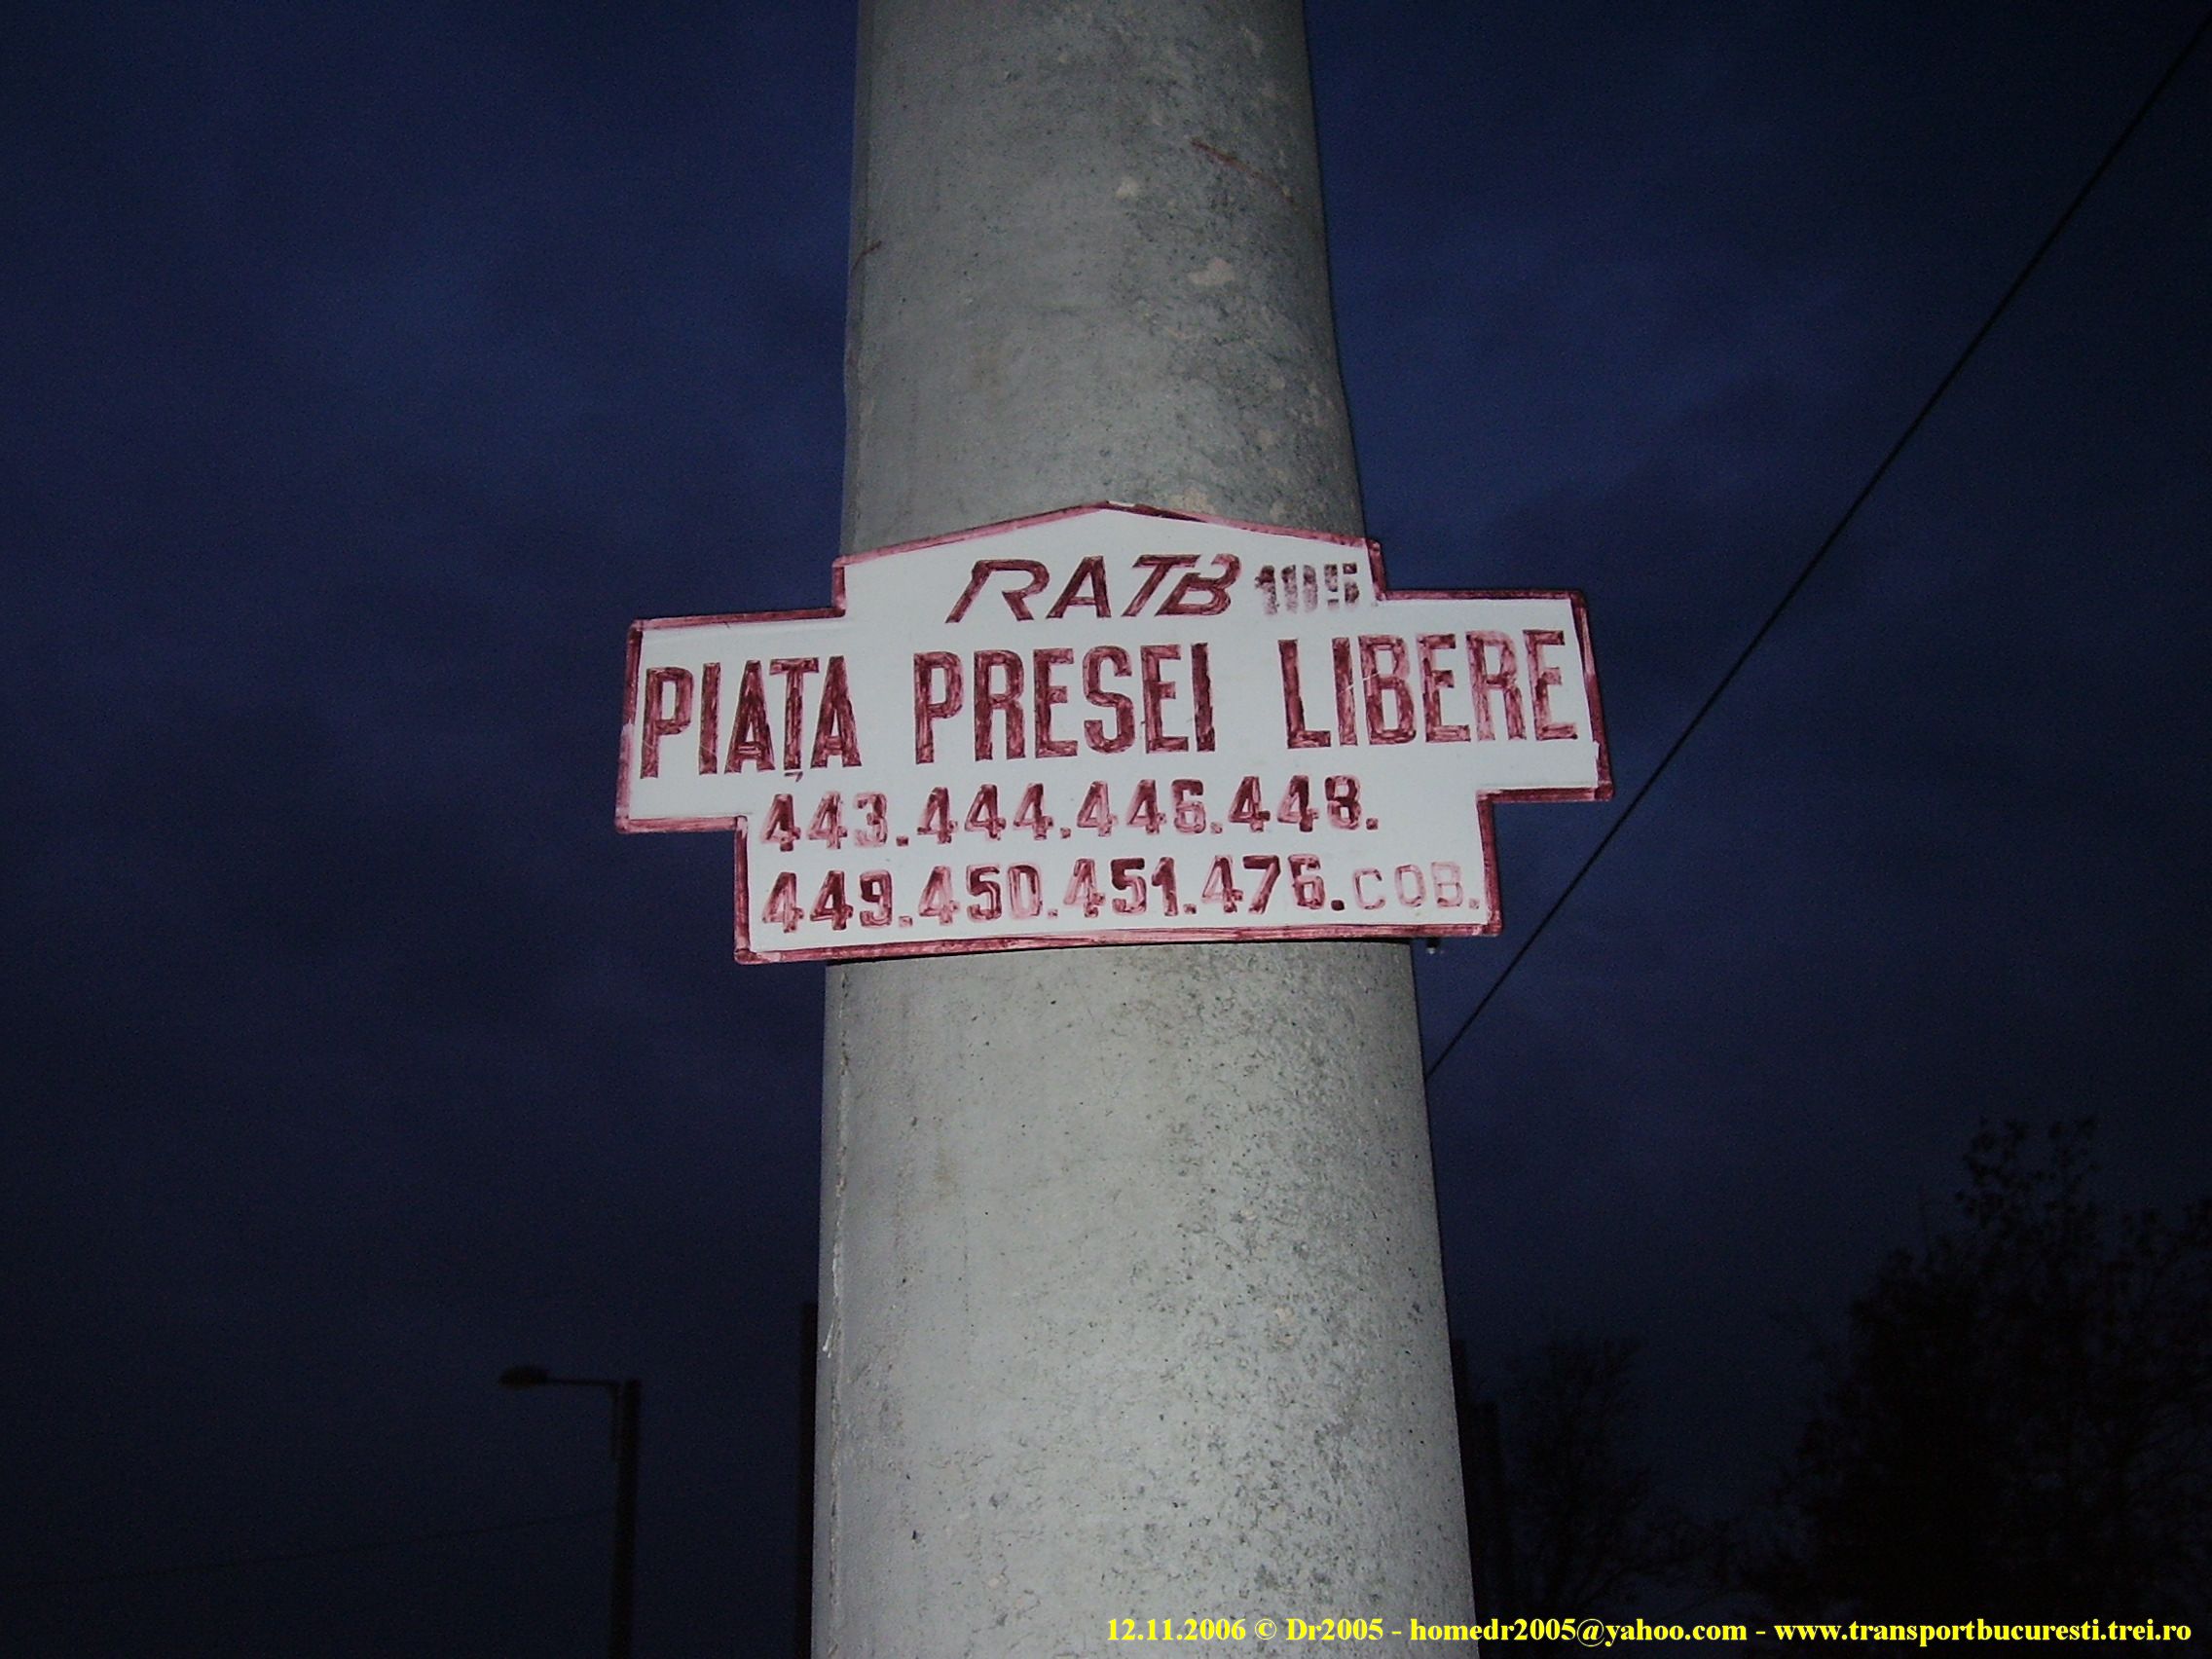 RATB 105
PIAȚA PRESEI LIBERE
443.444.446.448.
449.450.451.476.COB.
12.11.2006 © Dr2005 - homedr2005@yahoo.com - www.transportbucuresti.trei.ro